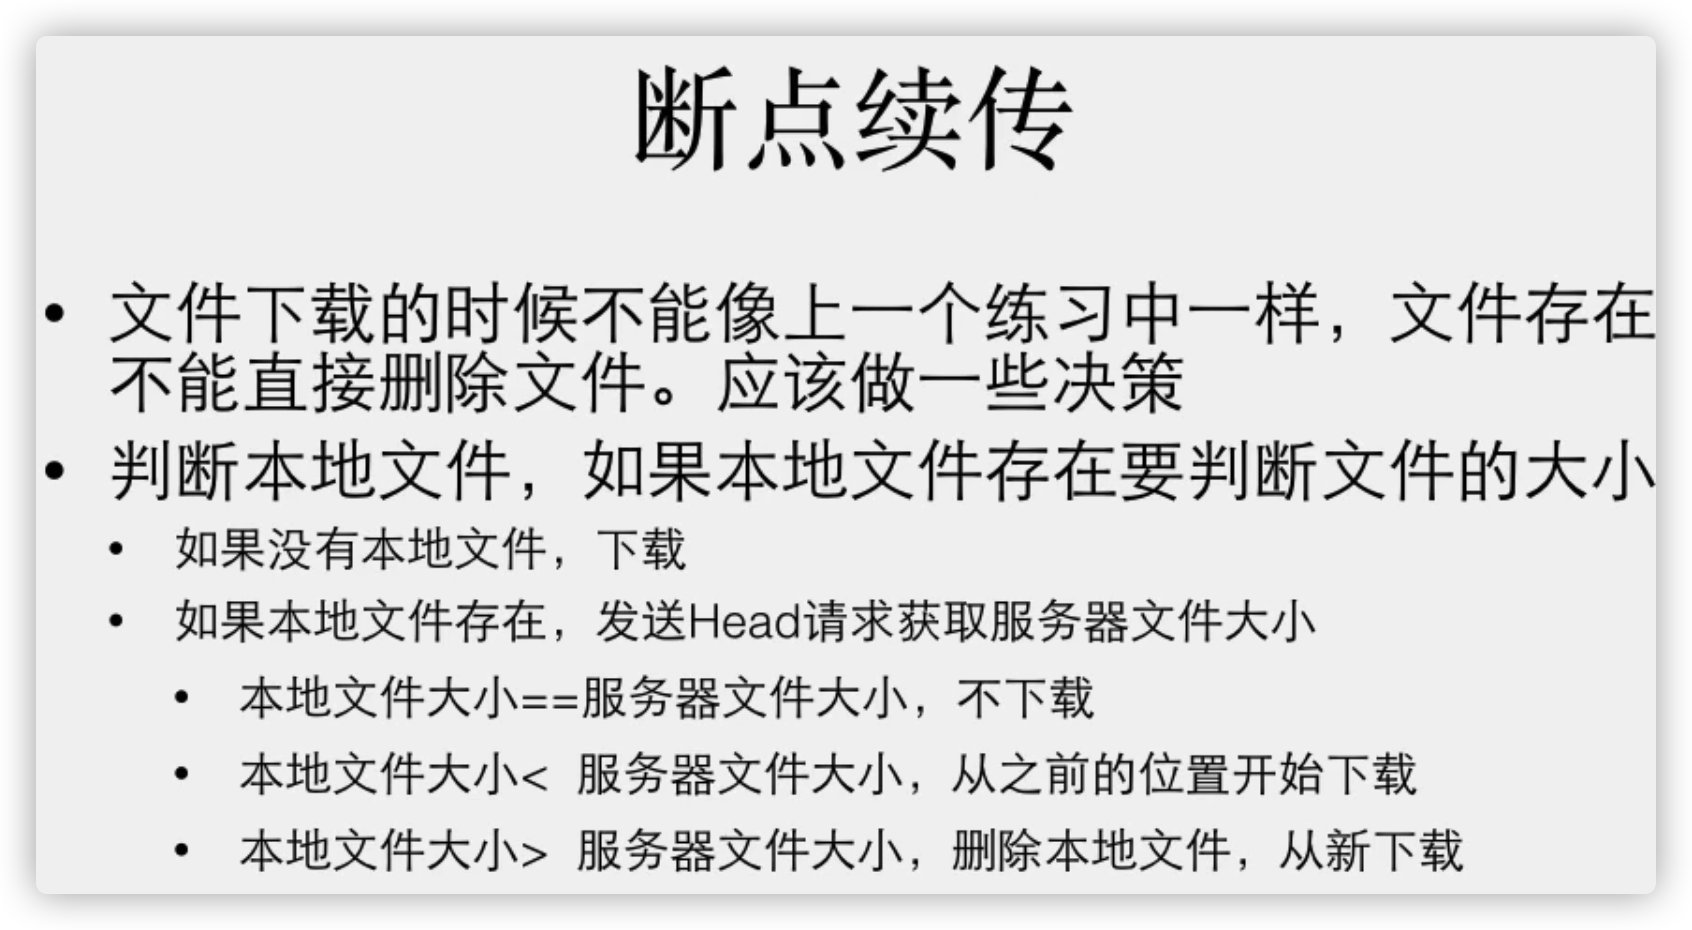 断点续传
• 文件下载的时候不能像上一个练习中一样，文件存在
不能直接删除文件。应该做一些决策
• 判断本地文件，如果本地文件存在要判断文件的大小
• 如果没有本地文件，下载
• 如果本地文件存在，发送Head请求获取服务器文件大小
• 本地文件大小==服务器文件大小，不下载
• 本地文件大小< 服务器文件大小，从之前的位置开始下载
• 本地文件大小> 服务器文件大小，删除本地文件，从新下载